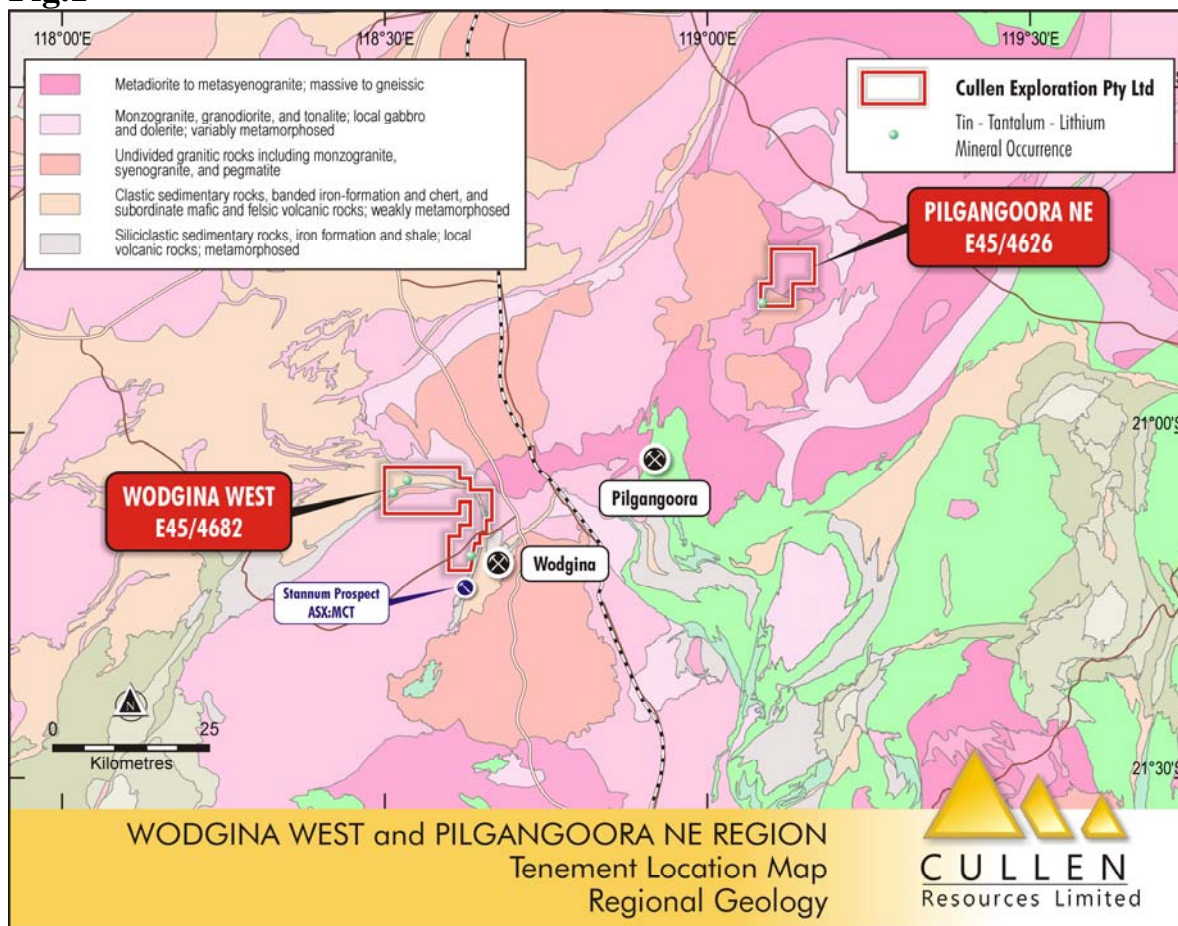 Fig.1
118°00'E
118°30'E
119°00'E
119°30'E
Metadiorite to metasyenogranite; massive to gneissic
Monzogranite, granodiorite, and tonalite; local gabbro
and dolerite; variably metamorphosed
Undivided granitic rocks including monzogranite,
syenogranite, and pegmatite
Clastic sedimentary rocks, banded iron-formation and chert, and
subordinate mafic and felsic volcanic rocks; weakly metamorphosed
Siliciclastic sedimentary rocks, iron formation and shale; local
volcanic rocks; metamorphosed
Cullen Exploration Pty Ltd
Tin - Tantalum - Lithium
Mineral Occurrence
PILGANGOORA NE
E45/4626
21°00'S
WODGINA WEST
E45/4682
Pilgangoora
Wodgina
Stannum Prospect
ASX:MCT
N
0 25
Kilometres
21°30'S
WODGINA WEST and PILGANGOORA NE REGION
Tenement Location Map
Regional Geology
CULLEN
Resources Limited